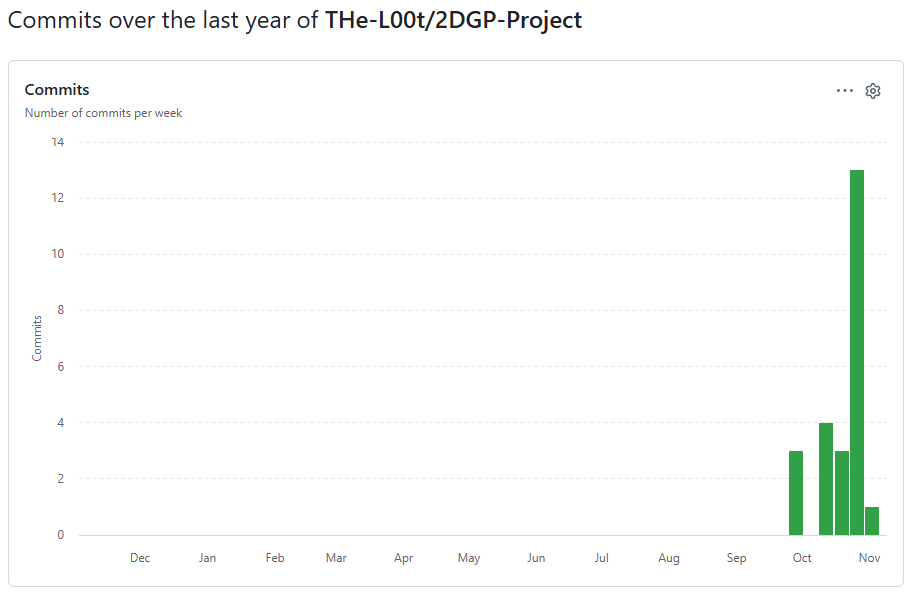 Commits over the last year of THe-L00t/2DGP-Project
Commits
Number of commits per week
14
12
10
8
6
4
2
0
Commits
Dec Jan Feb Mar Apr May Jun Jul Aug Sep Oct Nov